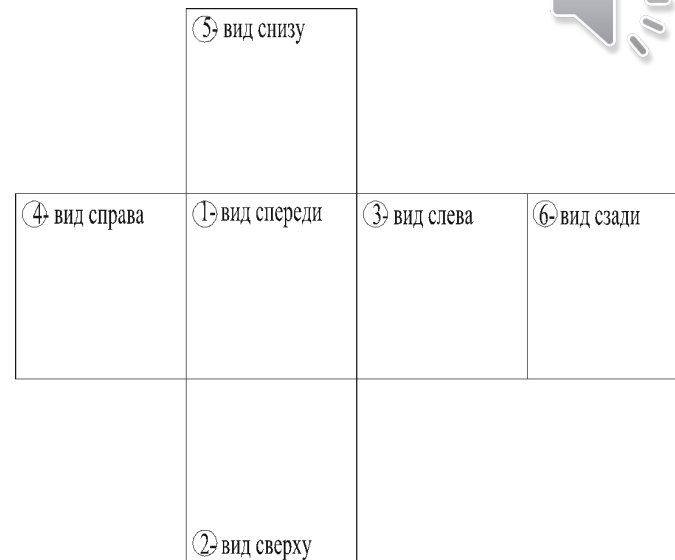 5- вид снизу
4- вид справа
1- вид спереди
3- вид слева
6- вид сзади
2- вид сверху